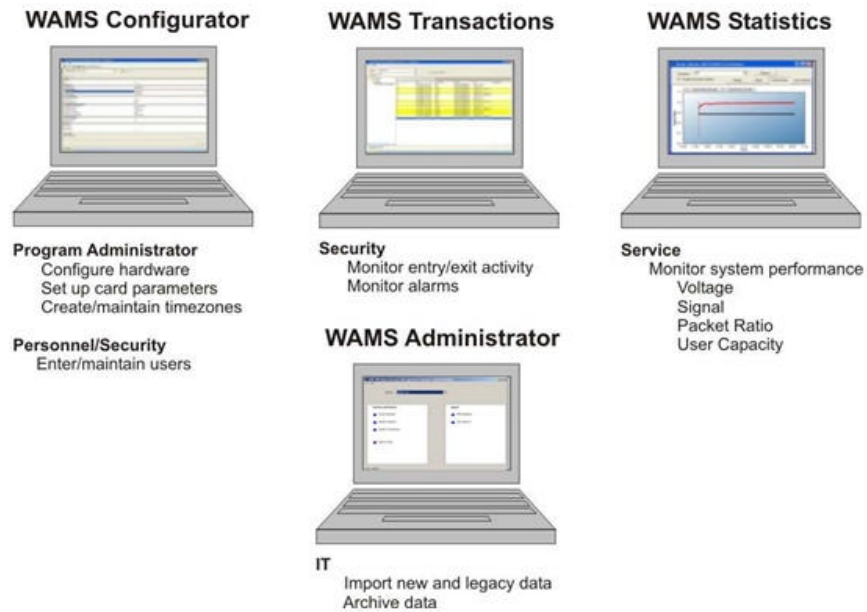 WAMS Configurator
WAMS Transactions
WAMS Statistics
Program Administrator
Configure hardware
Set up card parameters
Create/maintain timezones
Personnel/Security
Enter/maintain users
Security
Monitor entry/exit activity
Monitor alarms
Service
Monitor system performance
Voltage
Signal
Packet Ratio
User Capacity
WAMS Administrator
IT
Import new and legacy data
Archive data